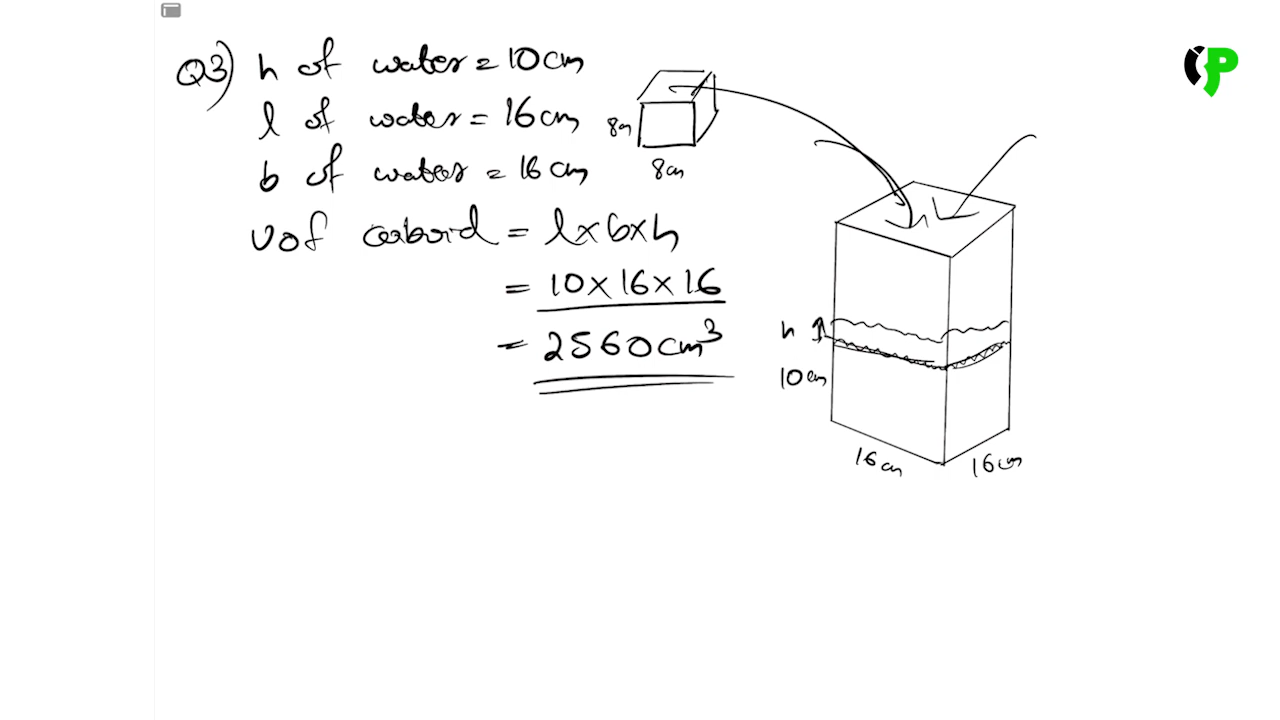 Q3) h of water = 10cm
l of water = 16cm
b of water = 16cm
v of cuboid = l×b×h
= 10×16×16
= 2560cm³
8cm
8cm
h
10cm
16cm
16cm
P